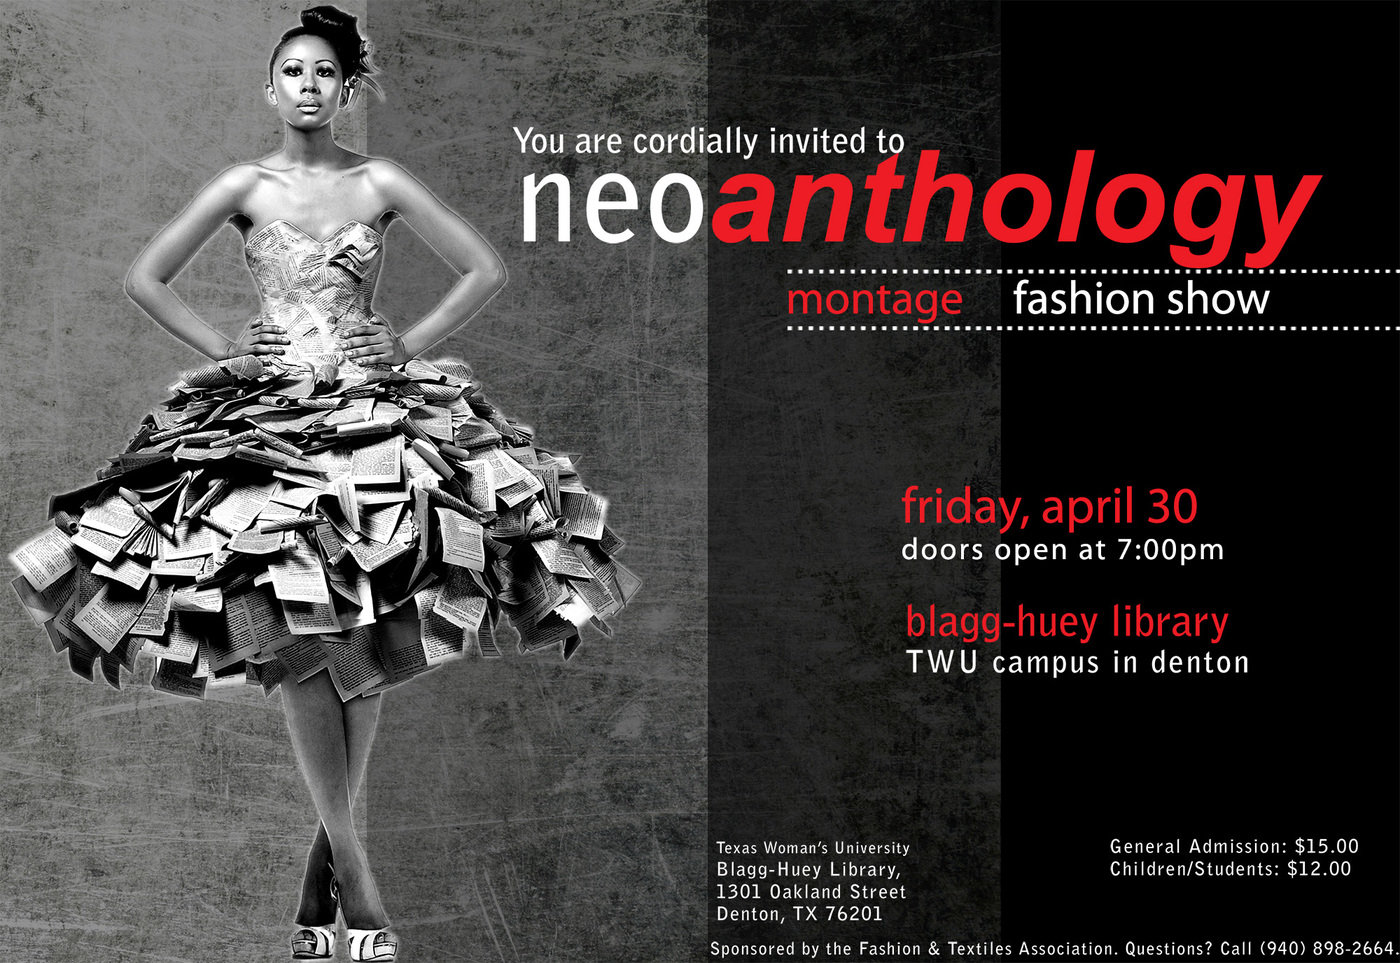 You are cordially invited to
neoanthology
montage fashion show
friday, april 30
doors open at 7:00pm
blagg-huey library
TWU campus in denton
Texas Woman's University
Blagg-Huey Library,
1301 Oakland Street
Denton, TX 76201
General Admission: $15.00
Children/Students: $12.00
Sponsored by the Fashion & Textiles Association. Questions? Call (940) 898-2664.